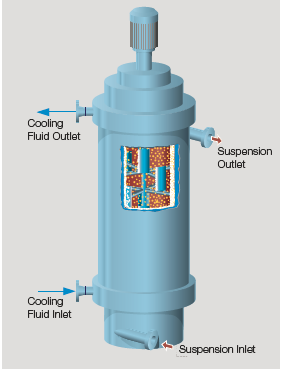 Cooling
Fluid Outlet
Suspension
Outlet
Cooling
Fluid Inlet
Suspension Inlet